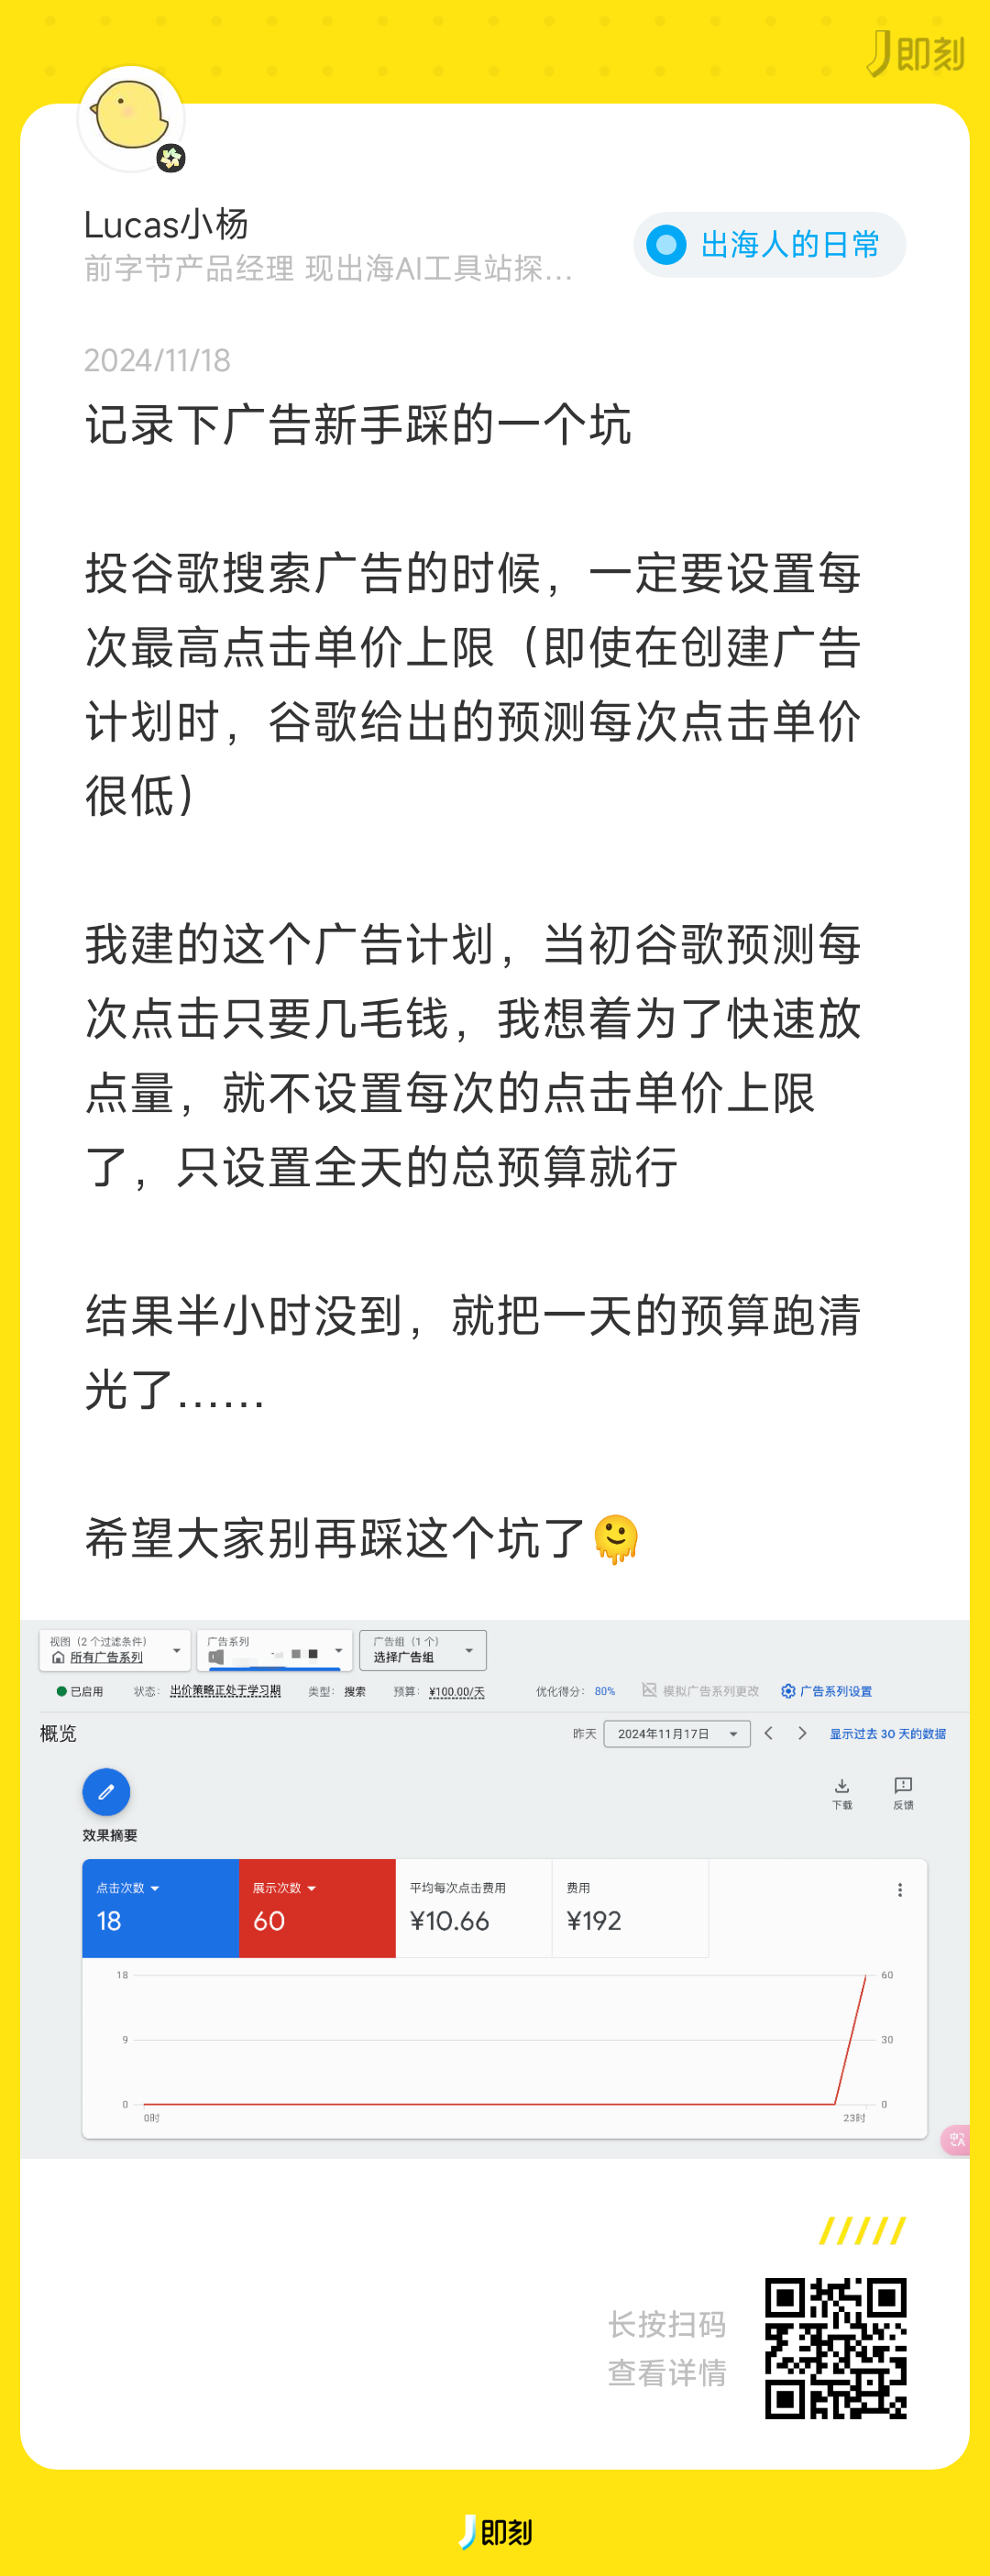 即刻
Lucas小杨
前字节产品经理 现出海AI工具站探...
出海人的日常
2024/11/18
记录下广告新手踩的一个坑
投谷歌搜索广告的时候，一定要设置每
次最高点击单价上限（即使在创建广告
计划时，谷歌给出的预测每次点击单价
很低）
我建的这个广告计划，当初谷歌预测每
次点击只要几毛钱，我想着为了快速放
点量，就不设置每次的点击单价上限
了，只设置全天的总预算就行
结果半小时没到，就把一天的预算跑清
光了……
希望大家别再踩这个坑了🫠
视图（2 个过滤条件） 广告系列 广告组（1 个）
所有广告系列 选择广告组
已启用 状态： 出价策略正处于学习期 类型： 搜索 预算： ¥100.00/天 优化得分： 80% 模拟广告系列更改 广告系列设置
概览 昨天 2024年11月17日 显示过去 30 天的数据
下载 反馈
效果摘要
点击次数 展示次数 平均每次点击费用 费用
18 60 ¥10.66 ¥192
18 60
9 30
0 0
0时 23时
长按扫码
查看详情
即刻